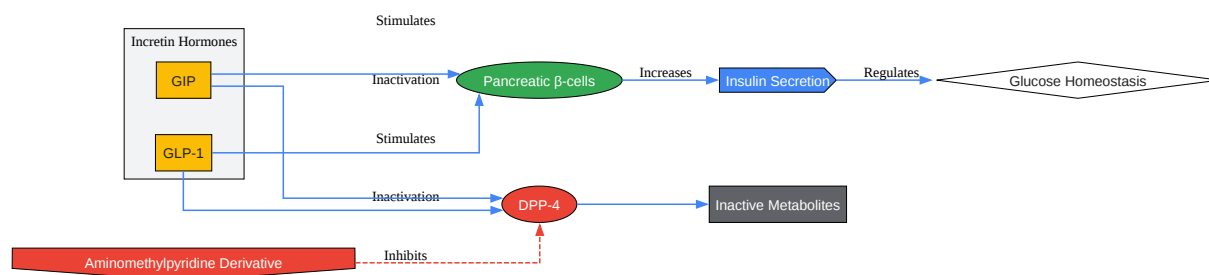 Stimulates
Incretin Hormones
GIP
Inactivation
Pancreatic β-cells
Increases
Insulin Secretion
Regulates
Glucose Homeostasis
GLP-1
Stimulates
Inactivation
DPP-4
Inactive Metabolites
Inhibits
Aminomethylpyridine Derivative